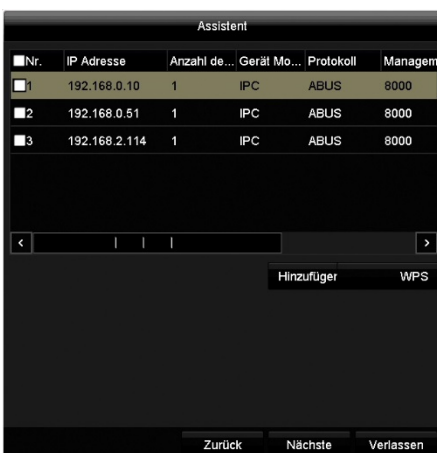 Assistent
Nr. IP Adresse Anzahl de... Gerät Mo... Protokoll Managem
1 192.168.0.10 1 IPC ABUS 8000
2 192.168.0.51 1 IPC ABUS 8000
3 192.168.2.114 1 IPC ABUS 8000
Hinzufüger WPS
Zurück Nächste Verlassen